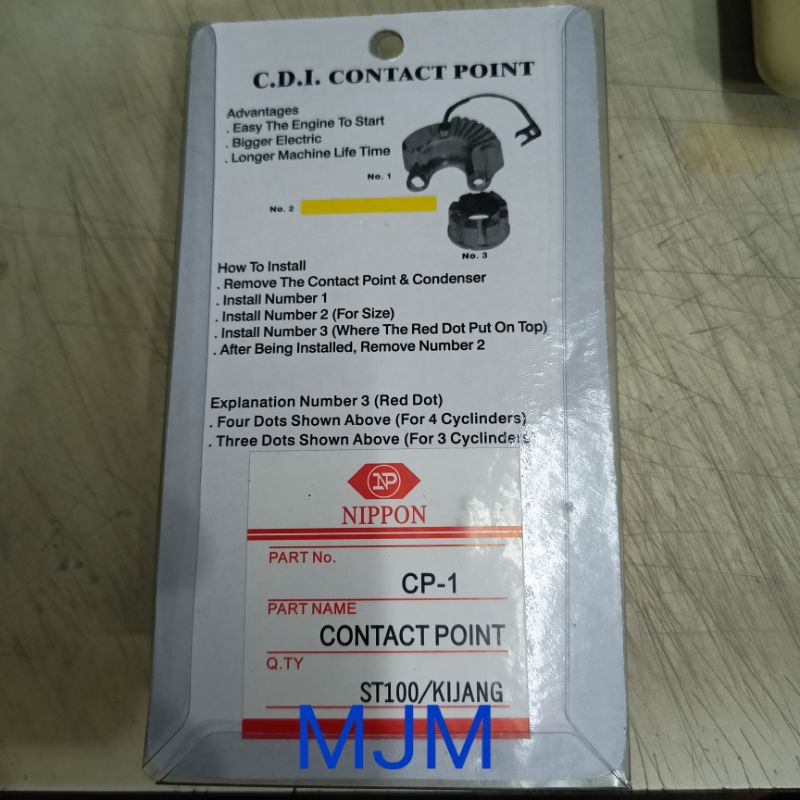 C.D.I. CONTACT POINT
Advantages
. Easy The Engine To Start
. Bigger Electric
. Longer Machine Life Time
No. 1
No. 2
No. 3
How To Install
. Remove The Contact Point & Condenser
. Install Number 1
. Install Number 2 (For Size)
. Install Number 3 (Where The Red Dot Put On Top)
. After Being Installed, Remove Number 2
Explanation Number 3 (Red Dot)
. Four Dots Shown Above (For 4 Cyclinders)
. Three Dots Shown Above (For 3 Cyclinders
NP
NIPPON
PART No.
CP-1
PART NAME
CONTACT POINT
Q.TY
ST100/KIJANG
MJM